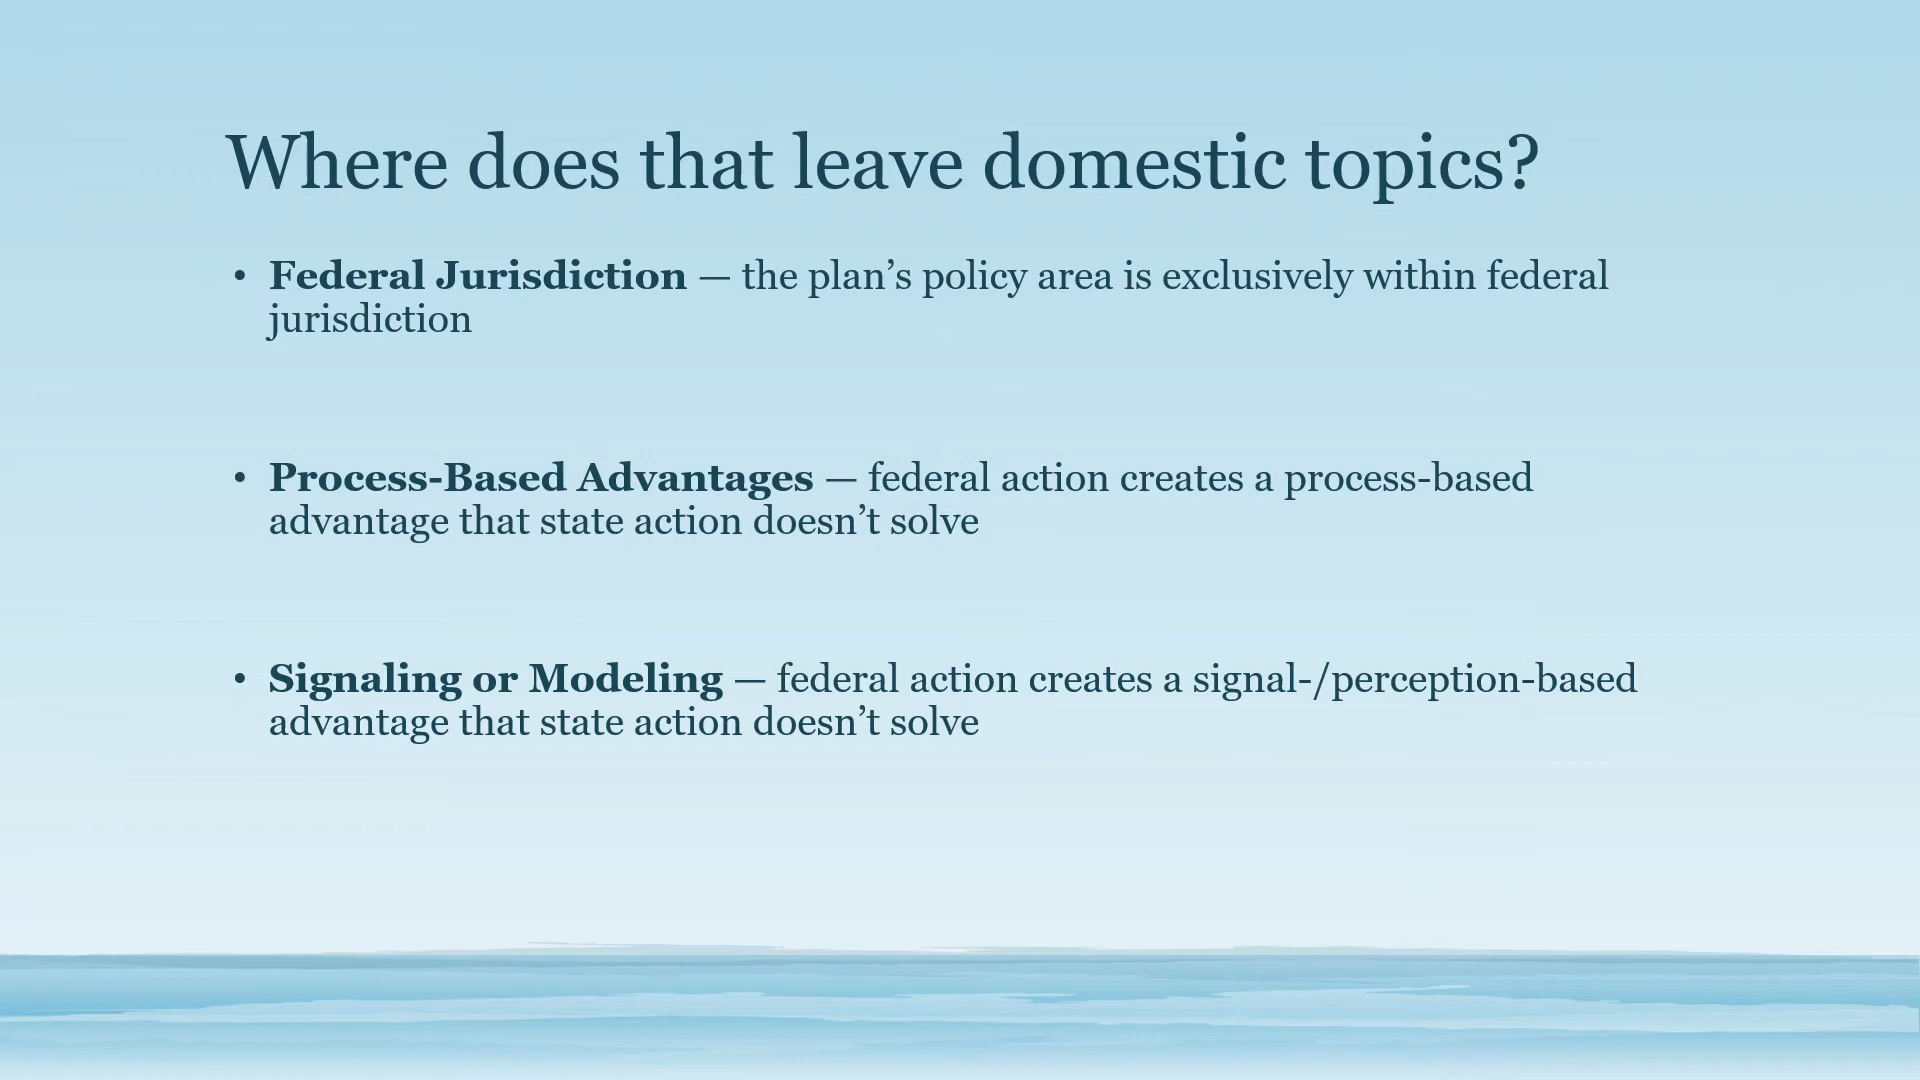 Where does that leave domestic topics?
• Federal Jurisdiction — the plan’s policy area is exclusively within federal
jurisdiction
• Process-Based Advantages — federal action creates a process-based
advantage that state action doesn’t solve
• Signaling or Modeling — federal action creates a signal-/perception-based
advantage that state action doesn’t solve